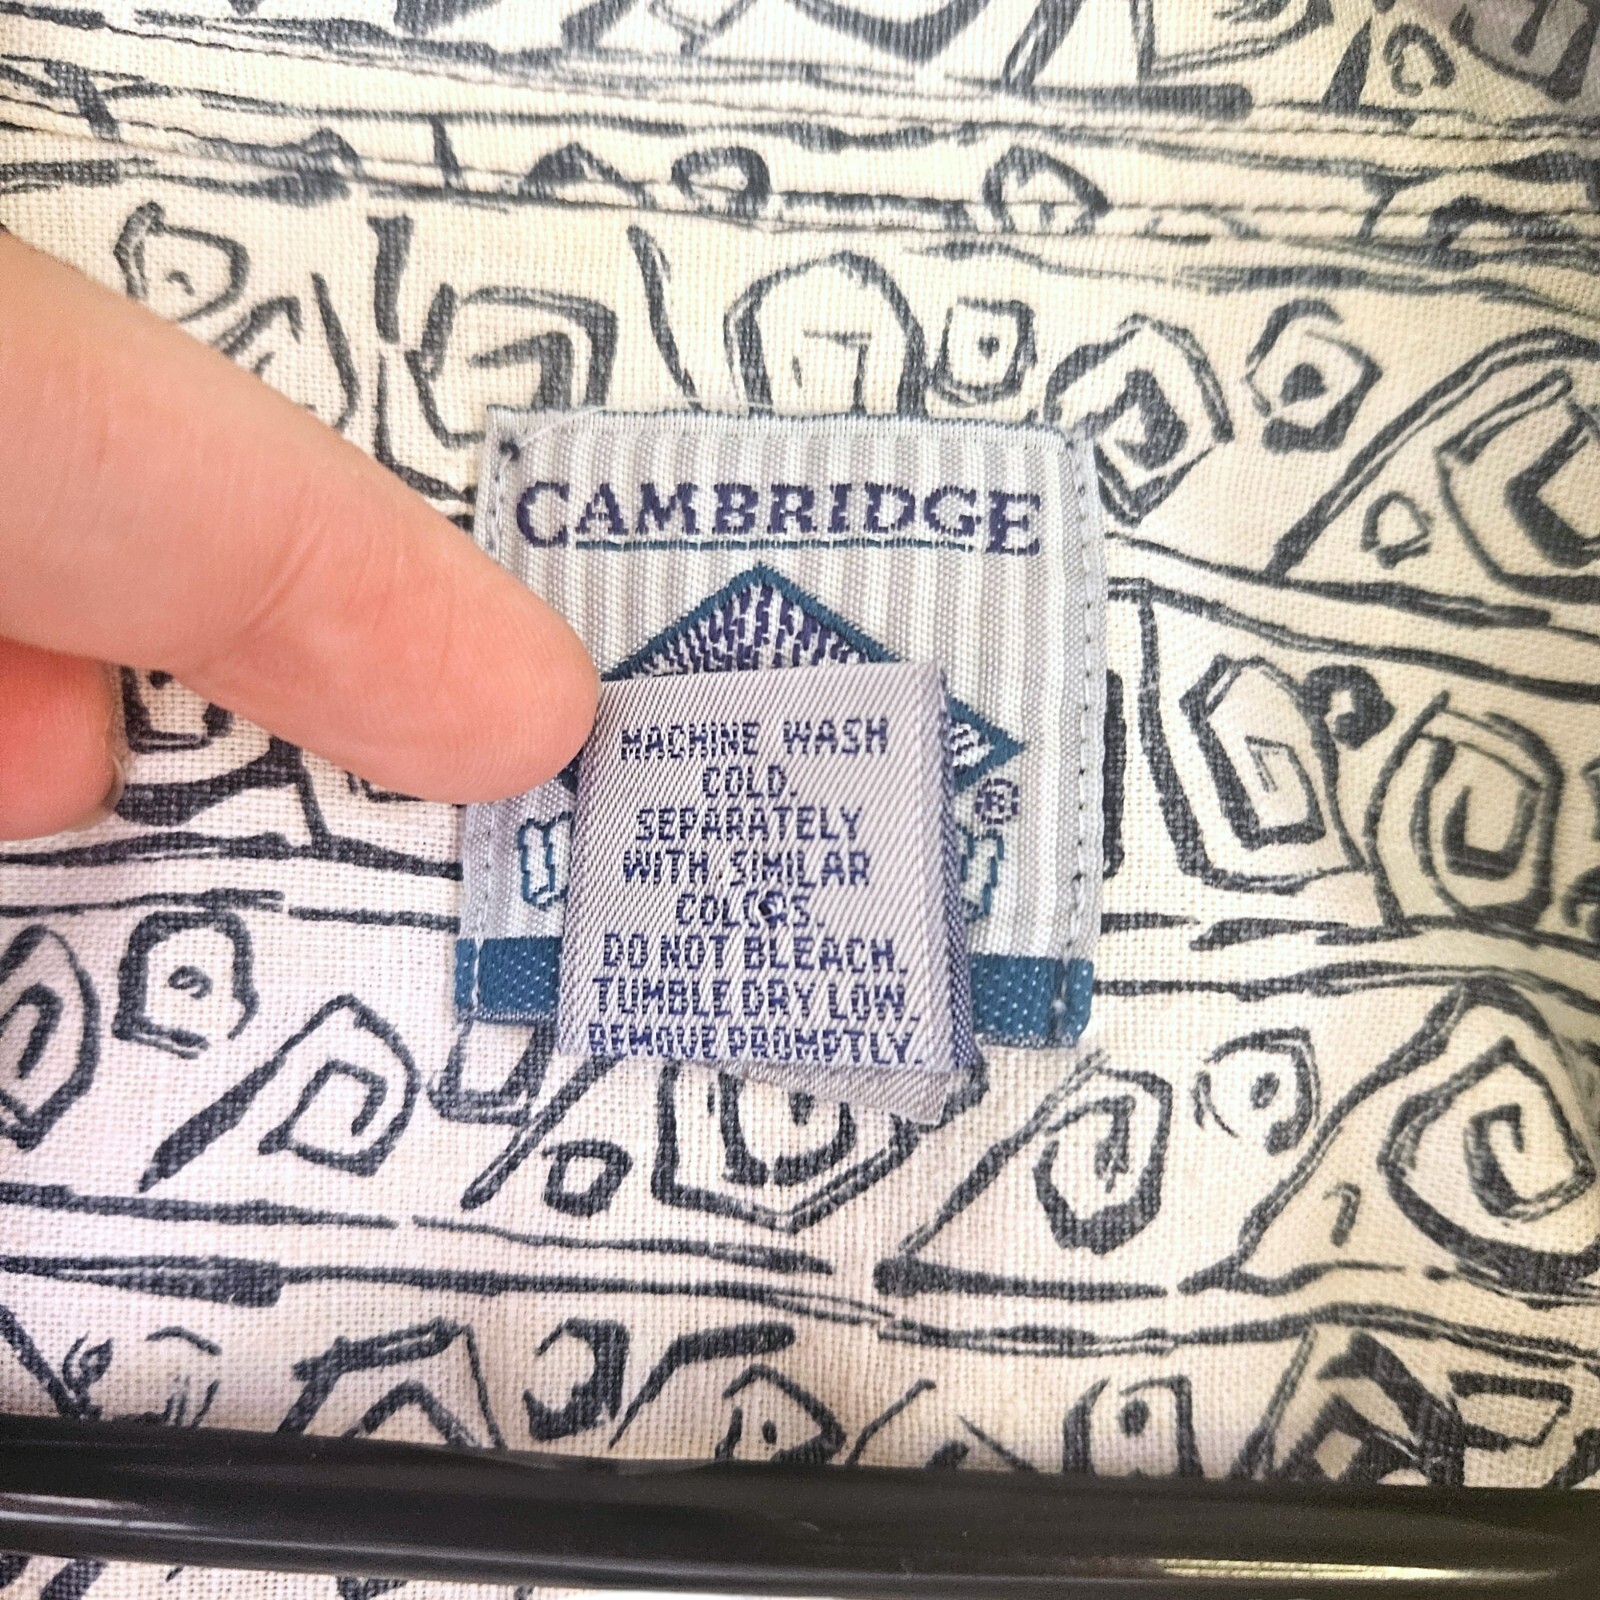 CAMBRIDGE
®
MACHINE WASH
COLD.
SEPARATELY
WITH SIMILAR
COLORS.
DO NOT BLEACH.
TUMBLE DRY LOW.
REMOVE PROMPTLY.